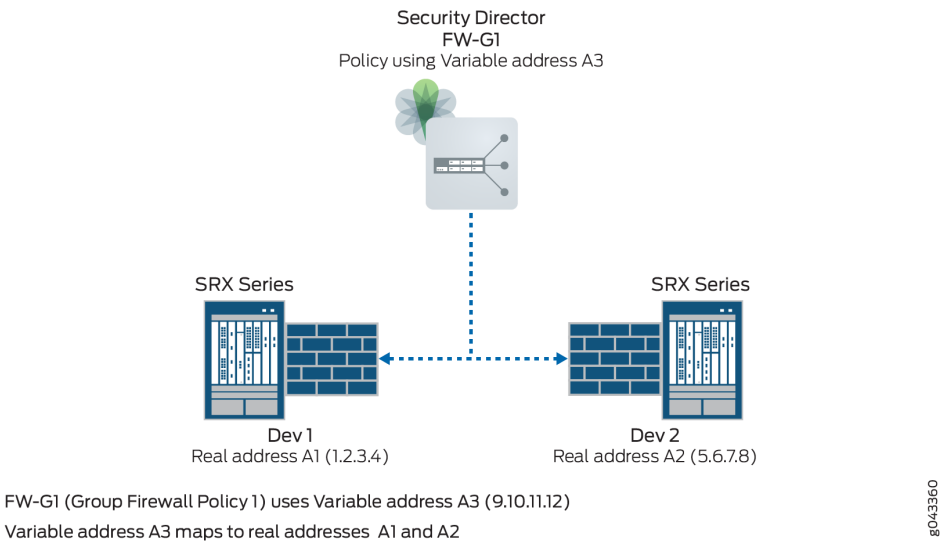 Security Director
FW-G1
Policy using Variable address A3
SRX Series
SRX Series
Dev 1
Real address A1 (1.2.3.4)
Dev 2
Real address A2 (5.6.7.8)
FW-G1 (Group Firewall Policy 1) uses Variable address A3 (9.10.11.12)
Variable address A3 maps to real addresses A1 and A2
g043360